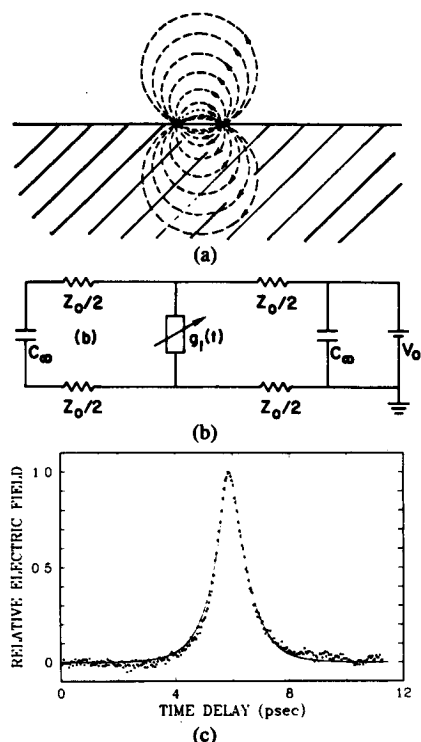 (a)
Z₀/2
Z₀/2
C∞
(b)
g₁(t)
C∞
V₀
Z₀/2
Z₀/2
(b)
RELATIVE ELECTRIC FIELD
1 0
0 5
0
0
4
8
12
TIME DELAY (psec)
(c)